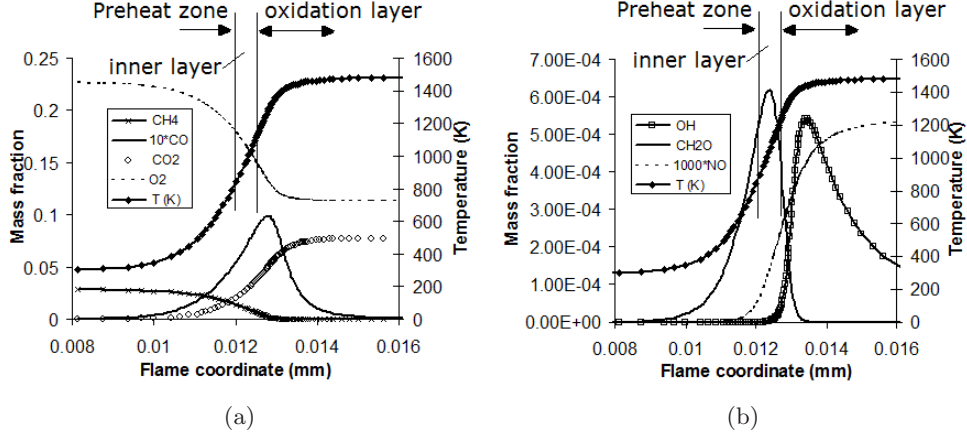 Preheat zone
oxidation layer
inner layer
0.25
0.2
0.15
0.1
0.05
0
Mass fraction
CH4
10*CO
CO2
O2
T (K)
1600
1400
1200
1000
800
600
400
200
0
Temperature (K)
0.008
0.01
0.012
0.014
0.016
Flame coordinate (mm)
(a)
Preheat zone
oxidation layer
inner layer
7.00E-04
6.00E-04
5.00E-04
4.00E-04
3.00E-04
2.00E-04
1.00E-04
0.00E+00
Mass fraction
OH
CH2O
1000*NO
T (K)
1600
1400
1200
1000
800
600
400
200
0
Temperature (K)
0.008
0.01
0.012
0.014
0.016
Flame coordinate (mm)
(b)